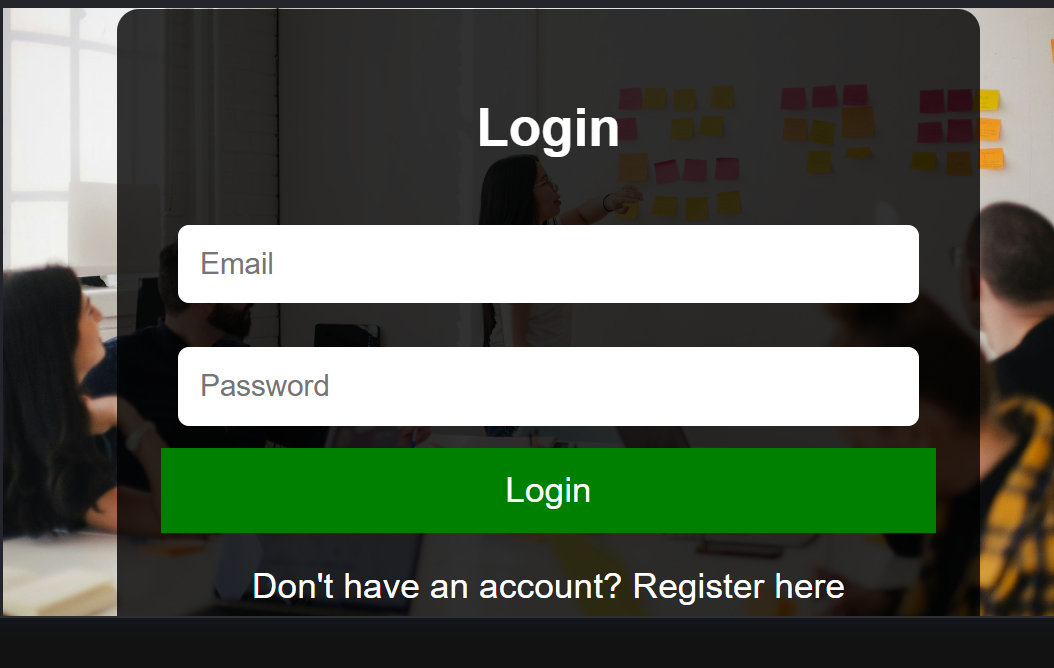 Login
Email
Password
Login
Don't have an account? Register here